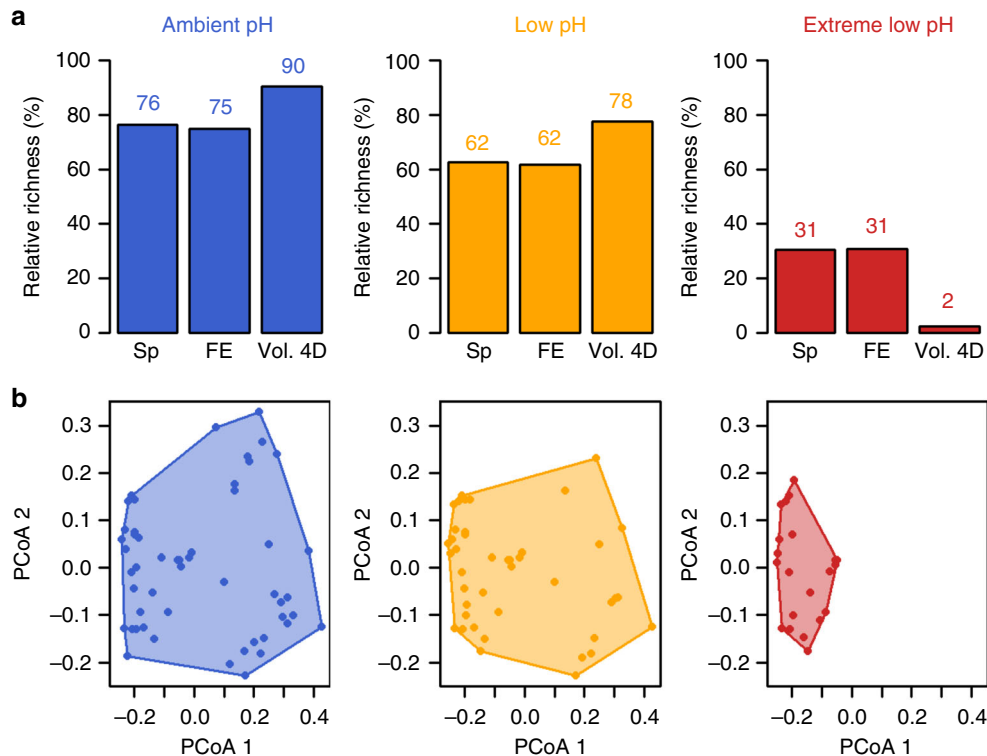 a
Ambient pH
Low pH
Extreme low pH
Relative richness (%)
100
80
60
40
20
0
76
75
90
Sp
FE
Vol. 4D
Relative richness (%)
100
80
60
40
20
0
62
62
78
Sp
FE
Vol. 4D
Relative richness (%)
100
80
60
40
20
0
31
31
2
Sp
FE
Vol. 4D
b
PCoA 2
0.3
0.2
0.1
0.0
−0.1
−0.2
−0.2
0.0
0.2
0.4
PCoA 1
PCoA 2
0.3
0.2
0.1
0.0
−0.1
−0.2
−0.2
0.0
0.2
0.4
PCoA 1
PCoA 2
0.3
0.2
0.1
0.0
−0.1
−0.2
−0.2
0.0
0.2
0.4
PCoA 1